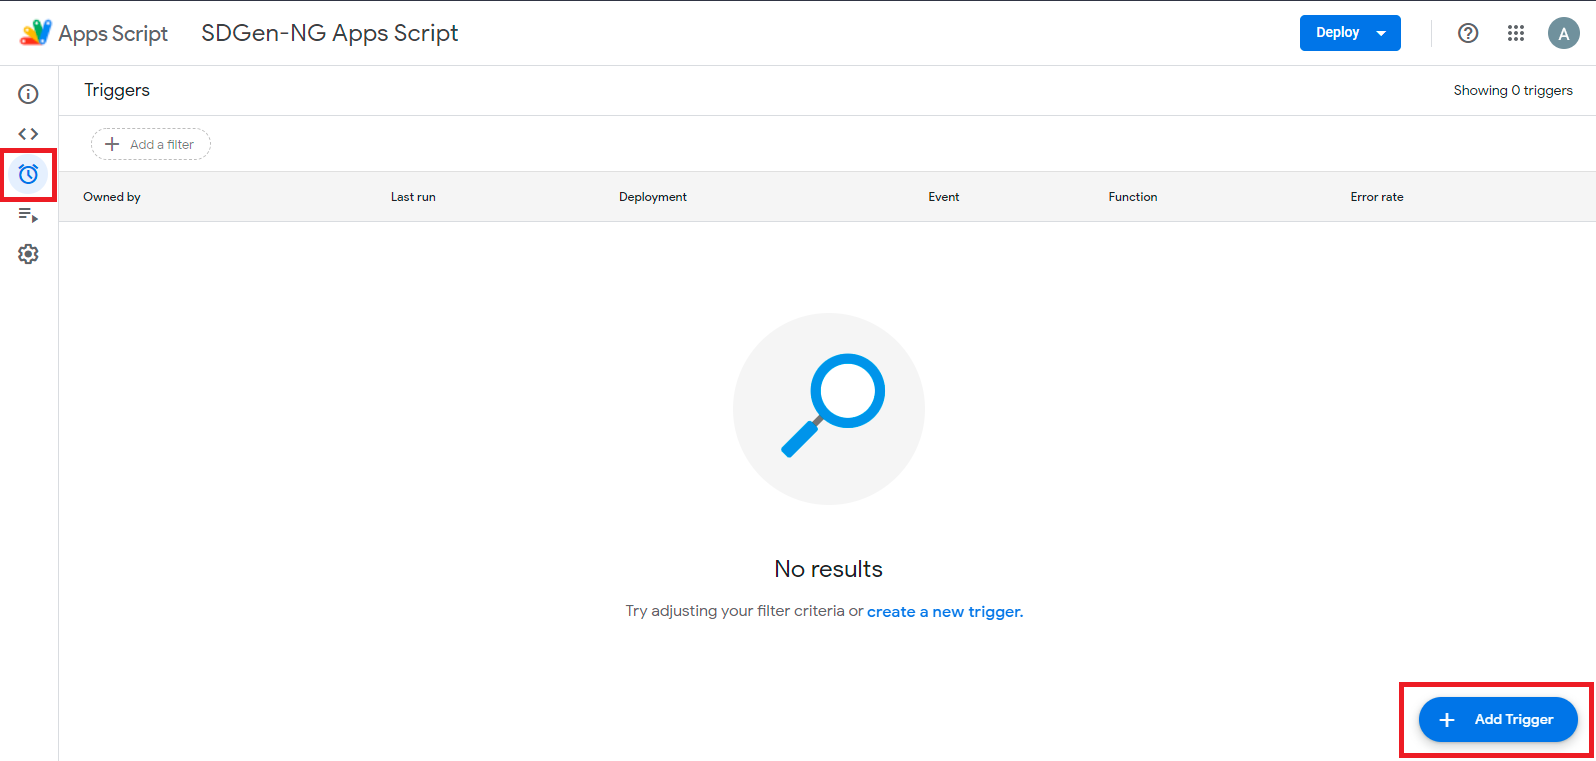 Apps Script
SDGen-NG Apps Script
Deploy
A
Triggers
Showing 0 triggers
Add a filter
Owned by
Last run
Deployment
Event
Function
Error rate
No results
Try adjusting your filter criteria or create a new trigger.
Add Trigger